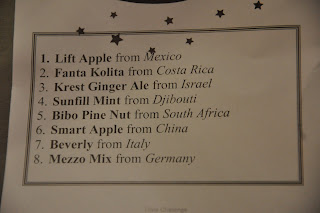 1. Lift Apple from Mexico
2. Fanta Kolita from Costa Rica
3. Krest Ginger Ale from Israel
4. Sunfill Mint from Djibouti
5. Bibo Pine Nut from South Africa
6. Smart Apple from China
7. Beverly from Italy
8. Mezzo Mix from Germany